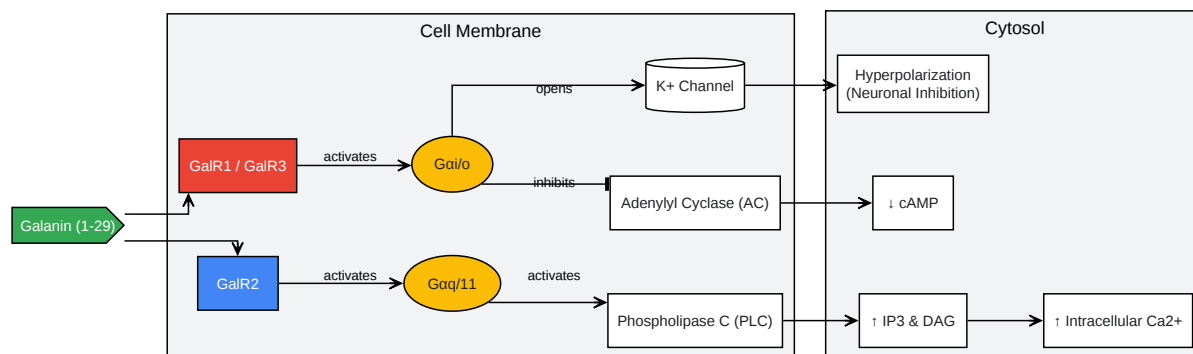 Cell Membrane
Cytosol
opens
K+ Channel
Hyperpolarization
(Neuronal Inhibition)
GalR1 / GalR3
activates
Gαi/o
inhibits
Adenylyl Cyclase (AC)
↓ cAMP
Galanin (1-29)
GalR2
activates
Gαq/11
activates
Phospholipase C (PLC)
↑ IP3 & DAG
↑ Intracellular Ca2+